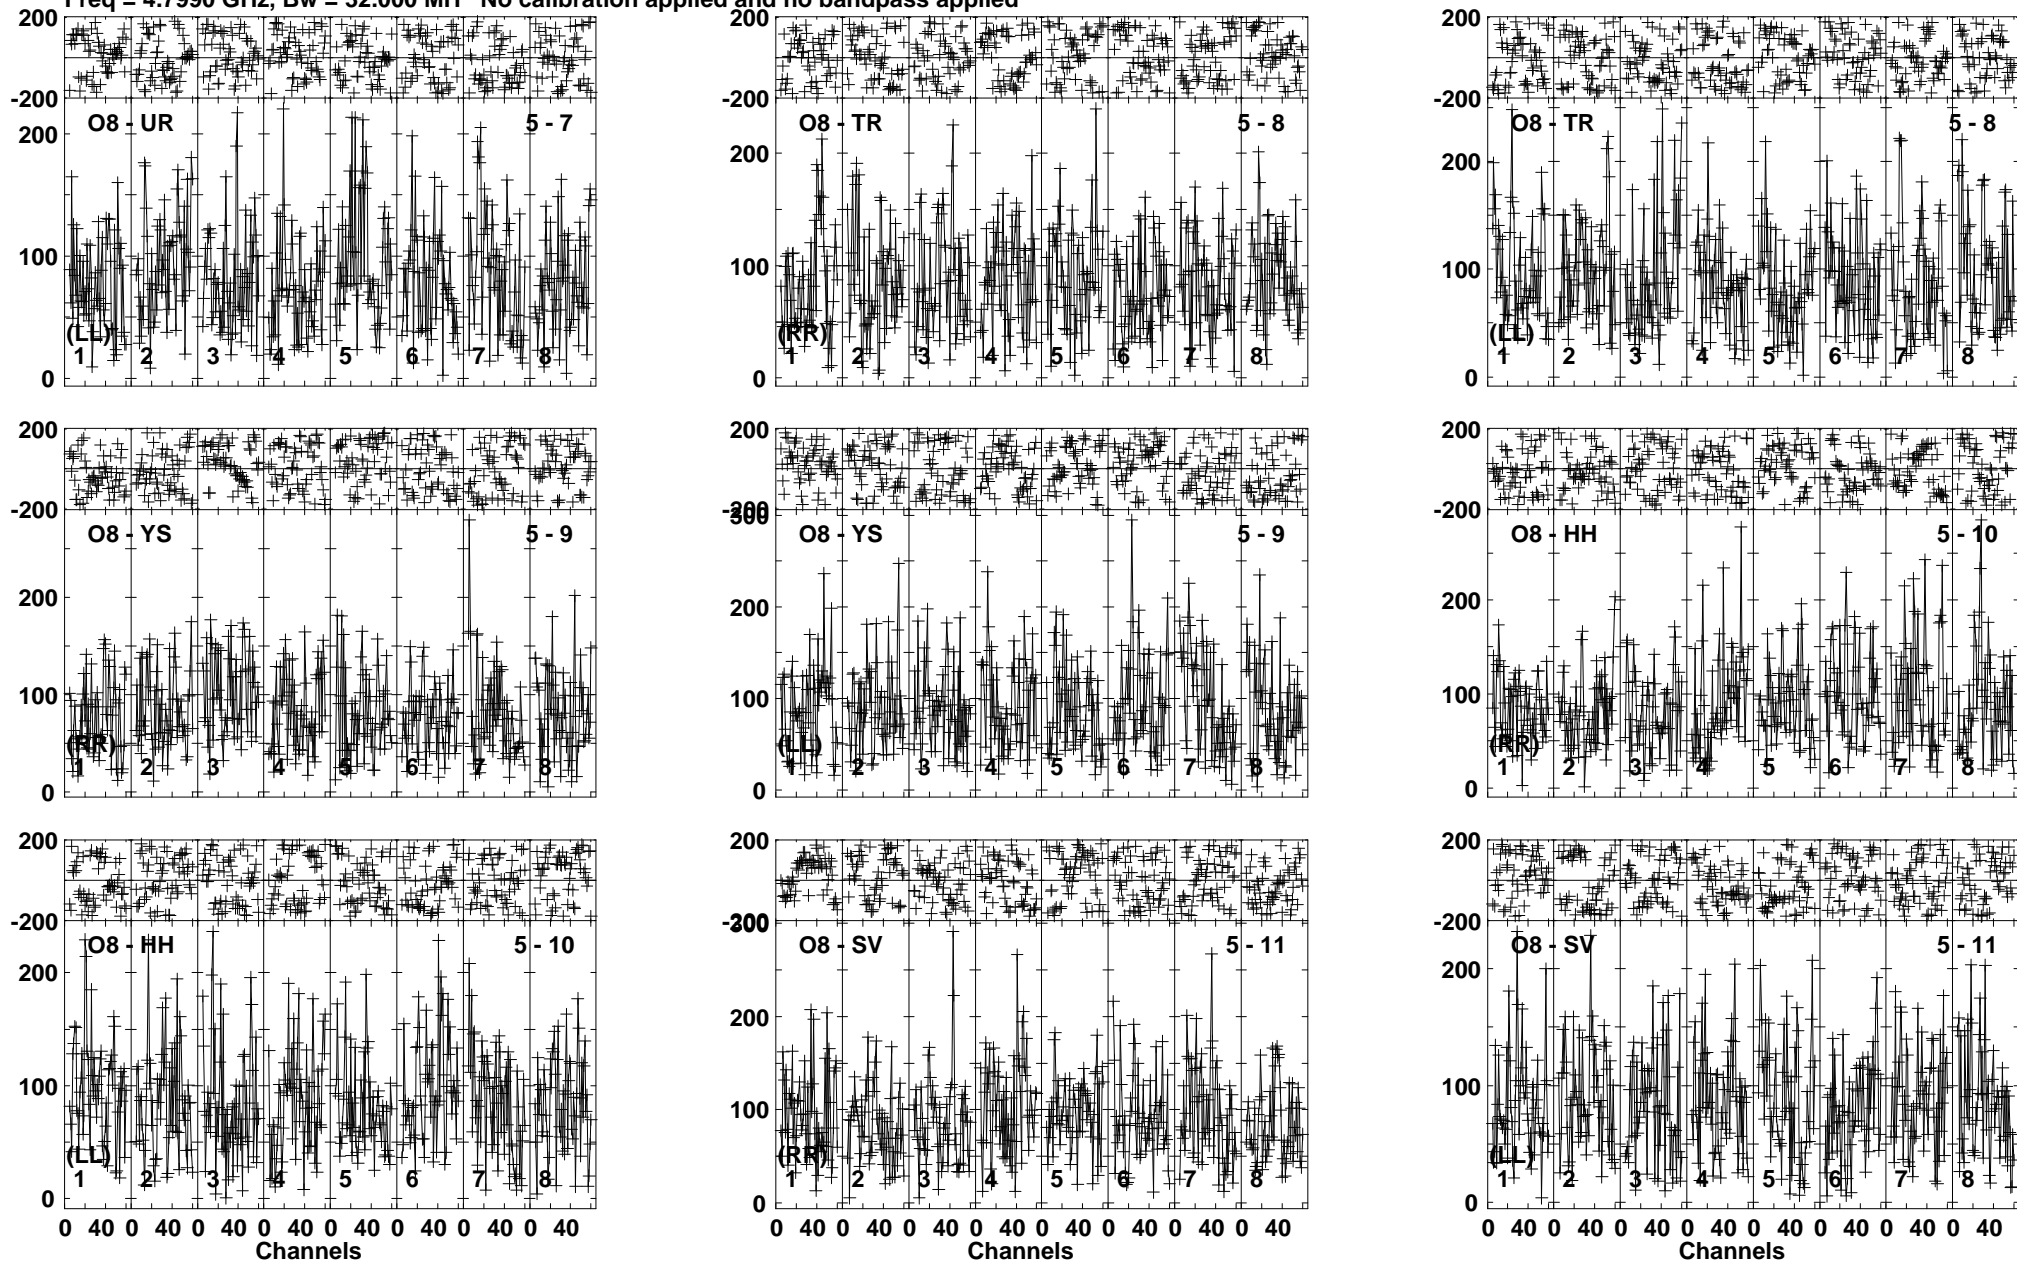 Freq = 4.7990 GHz, Bw = 32.000 MH No calibration applied and no bandpass applied
200 200 200
-200 -200 -200
O8 - UR 5 - 7 O8 - TR 5 - 8 O8 - TR 5 - 8
200 200 200
100 100 100
(LL) (RR) (LL)
1 2 3 4 5 6 7 8 1 2 3 4 5 6 7 8 1 2 3 4 5 6 7 8
0 0 0
200 200 200
-200 -200 -200
300
O8 - YS 5 - 9 O8 - YS 5 - 9 O8 - HH 5 - 10
200 200 200
100 100 100
(RR) (LL) (RR)
1 2 3 4 5 6 7 8 1 2 3 4 5 6 7 8 1 2 3 4 5 6 7 8
0 0 0
200 200 200
-200 -200 -200
300
O8 - HH 5 - 10 O8 - SV 5 - 11 O8 - SV 5 - 11
200 200 200
100 100 100
(LL) (RR) (LL)
1 2 3 4 5 6 7 8 1 2 3 4 5 6 7 8 1 2 3 4 5 6 7 8
0 0 0
0 40 0 40 0 40 0 40 0 40 0 40 0 40 0 40 0 40 0 40 0 40 0 40 0 40 0 40 0 40 0 40 0 40 0 40 0 40 0 40 0 40 0 40 0 40 0 40
Channels Channels Channels